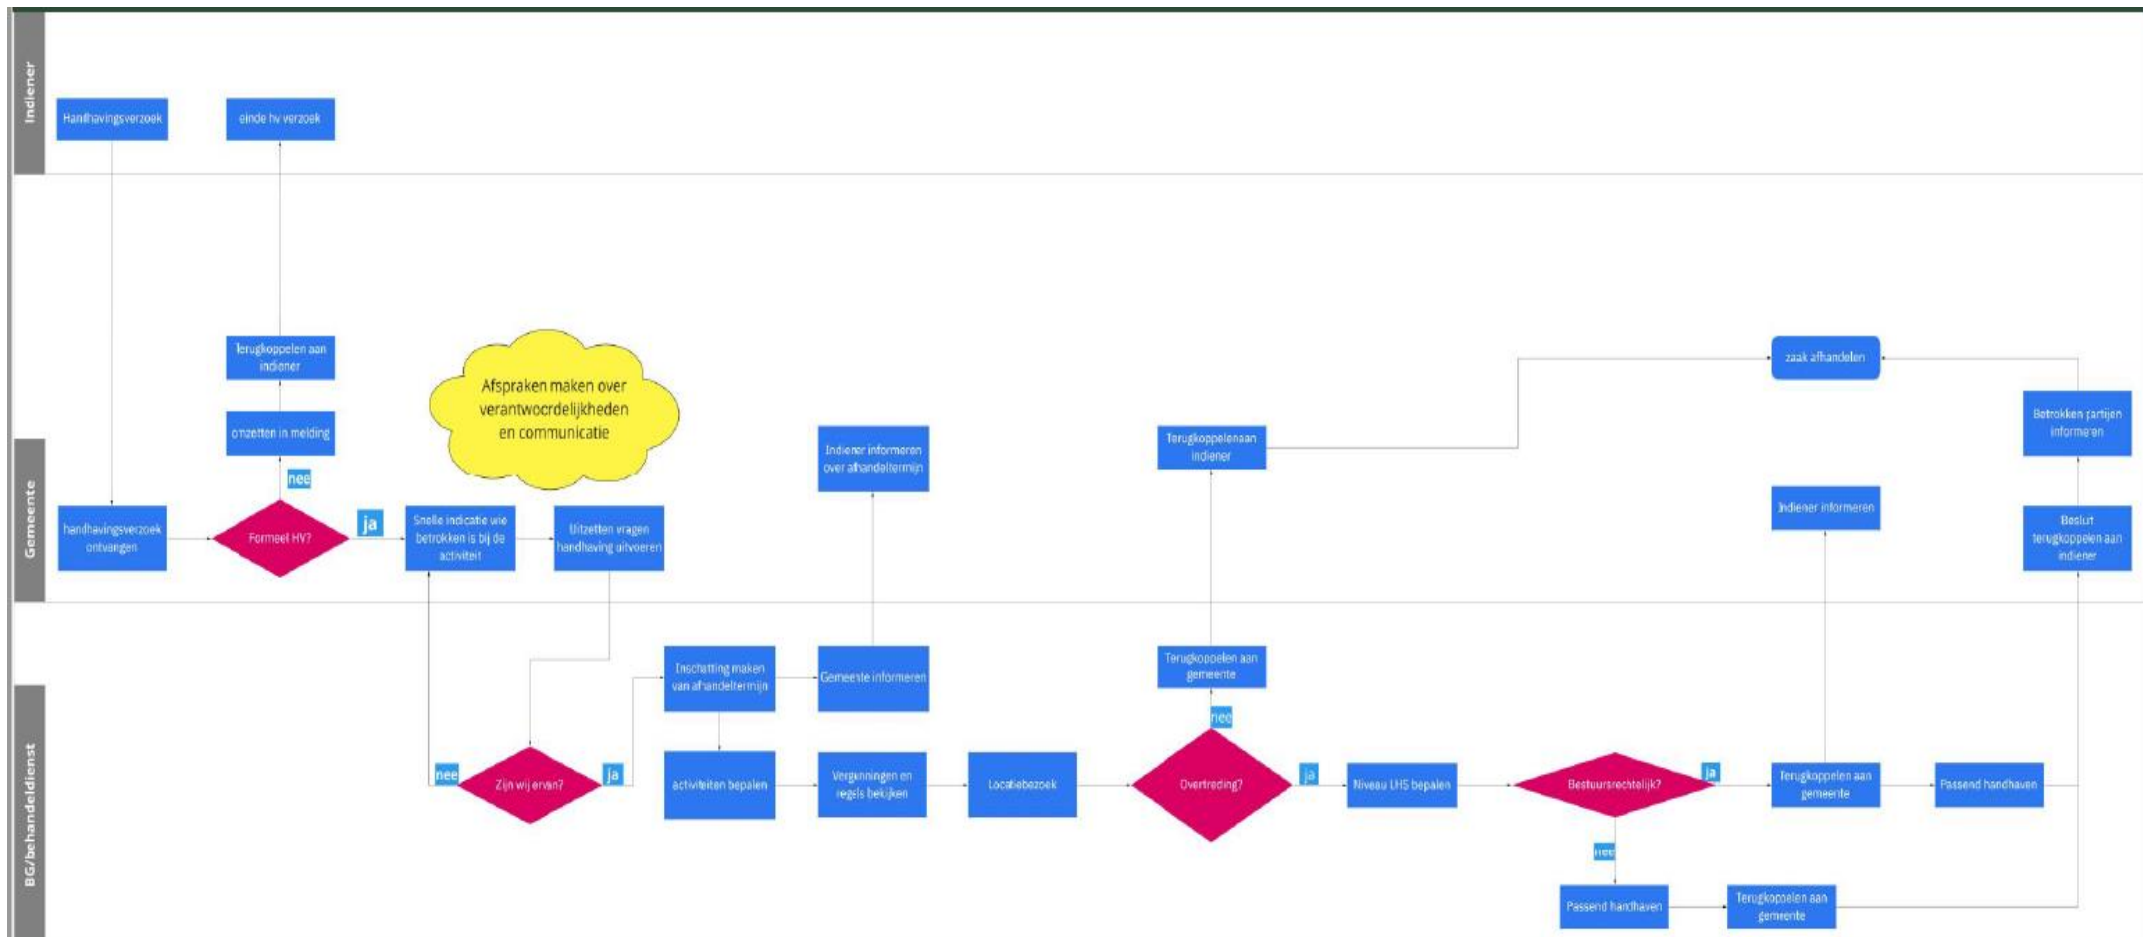 Indiener
Handhavingsverzoek
einde hv verzoek
Gemeente
Terugkoppelen aan
indiener
omzetten in melding
nee
handhavingsverzoek
ontvangen
Formeel HV?
ja
Snelle indicatie wie
betrokken is bij de
activiteit
Uitzetten vragen
handhaving uitvoeren
Afspraken maken over
verantwoordelijkheden
en communicatie
Indiener informeren
over afhandeltermijn
Terugkoppelenaan
indiener
zaak afhandelen
Indiener informeren
Betrokken partijen
informeren
Besluit
terugkoppelen aan
indiener
BG/behandeldienst
nee
Zijn wij ervan?
ja
Inschatting maken
van afhandeltermijn
Gemeente informeren
activiteiten bepalen
Vergunningen en
regels bekijken
Locatiebezoek
Terugkoppelen aan
gemeente
nee
Overtreding?
ja
Niveau LHS bepalen
Bestuursrechtelijk?
ja
Terugkoppelen aan
gemeente
Passend handhaven
nee
Passend handhaven
Terugkoppelen aan
gemeente